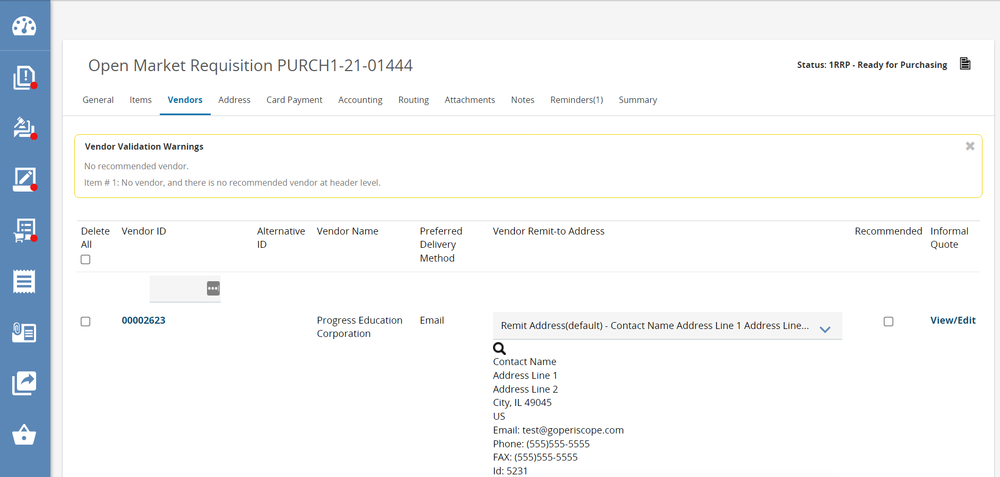 Open Market Requisition PURCH1-21-01444
Status: 1RRP - Ready for Purchasing
General Items Vendors Address Card Payment Accounting Routing Attachments Notes Reminders(1) Summary
Vendor Validation Warnings
No recommended vendor.
Item # 1: No vendor, and there is no recommended vendor at header level.
Delete All
Vendor ID
Alternative ID
Vendor Name
Preferred Delivery Method
Vendor Remit-to Address
Recommended
Informal Quote
00002623
Progress Education
Corporation
Email
Remit Address(default) - Contact Name Address Line 1 Address Line...
View/Edit
Contact Name
Address Line 1
Address Line 2
City, IL 49045
US
Email: test@goperiscope.com
Phone: (555)555-5555
FAX: (555)555-5555
Id: 5231